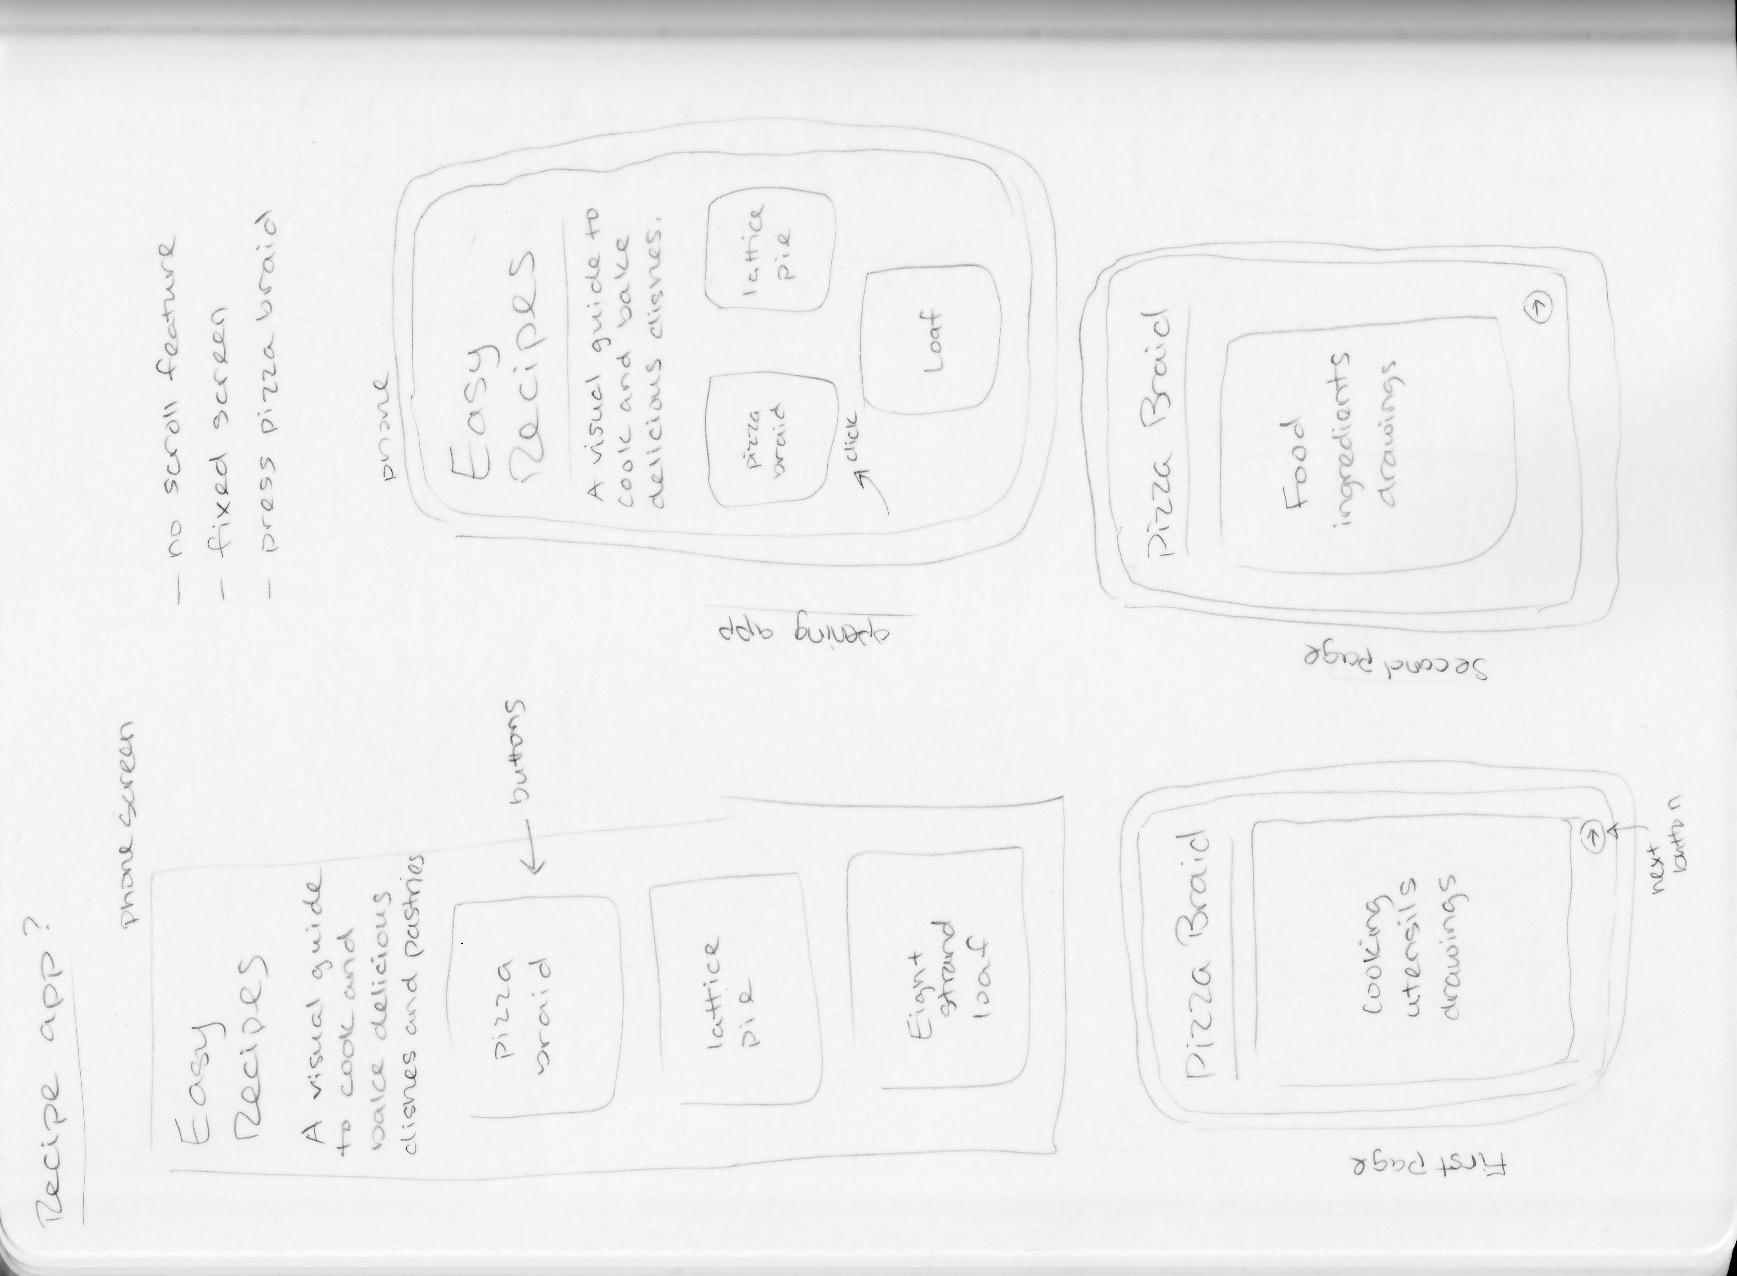 Recipe app?
phone screen
Easy
Recipes
A visual guide
to cook and
bake delicious
dishes and pastries
pizza
braid
← buttons
lattice
pie
Eight
strand
loaf
– no scroll feature
– fixed screen
– press pizza braid
phone
Easy
Recipes
A visual guide to
cook and bake
delicious dishes.
pizza
braid
lattice
pie
click
Loaf
opening app
Pizza Braid
Cooking
utensils
drawings
→
next
button
First page
Pizza Braid
Food
ingredients
drawings
→
Second page